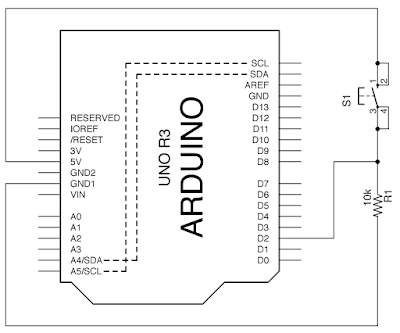 RESERVED
IOREF
/RESET
3V
5V
GND2
GND1
VIN
A0
A1
A2
A3
A4/SDA
A5/SCL
UNO R3
ARDUINO
SCL
SDA
AREF
GND
D13
D12
D11
D10
D9
D8
D7
D6
D5
D4
D3
D2
D1
D0
S1
1
2
3
4
10k
R1